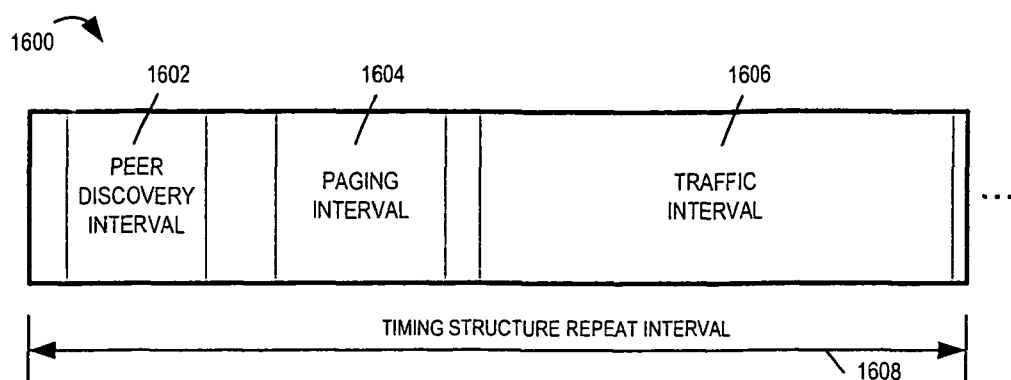 1600
1602
1604
1606
PEER
DISCOVERY
INTERVAL
PAGING
INTERVAL
TRAFFIC
INTERVAL
...
TIMING STRUCTURE REPEAT INTERVAL
1608